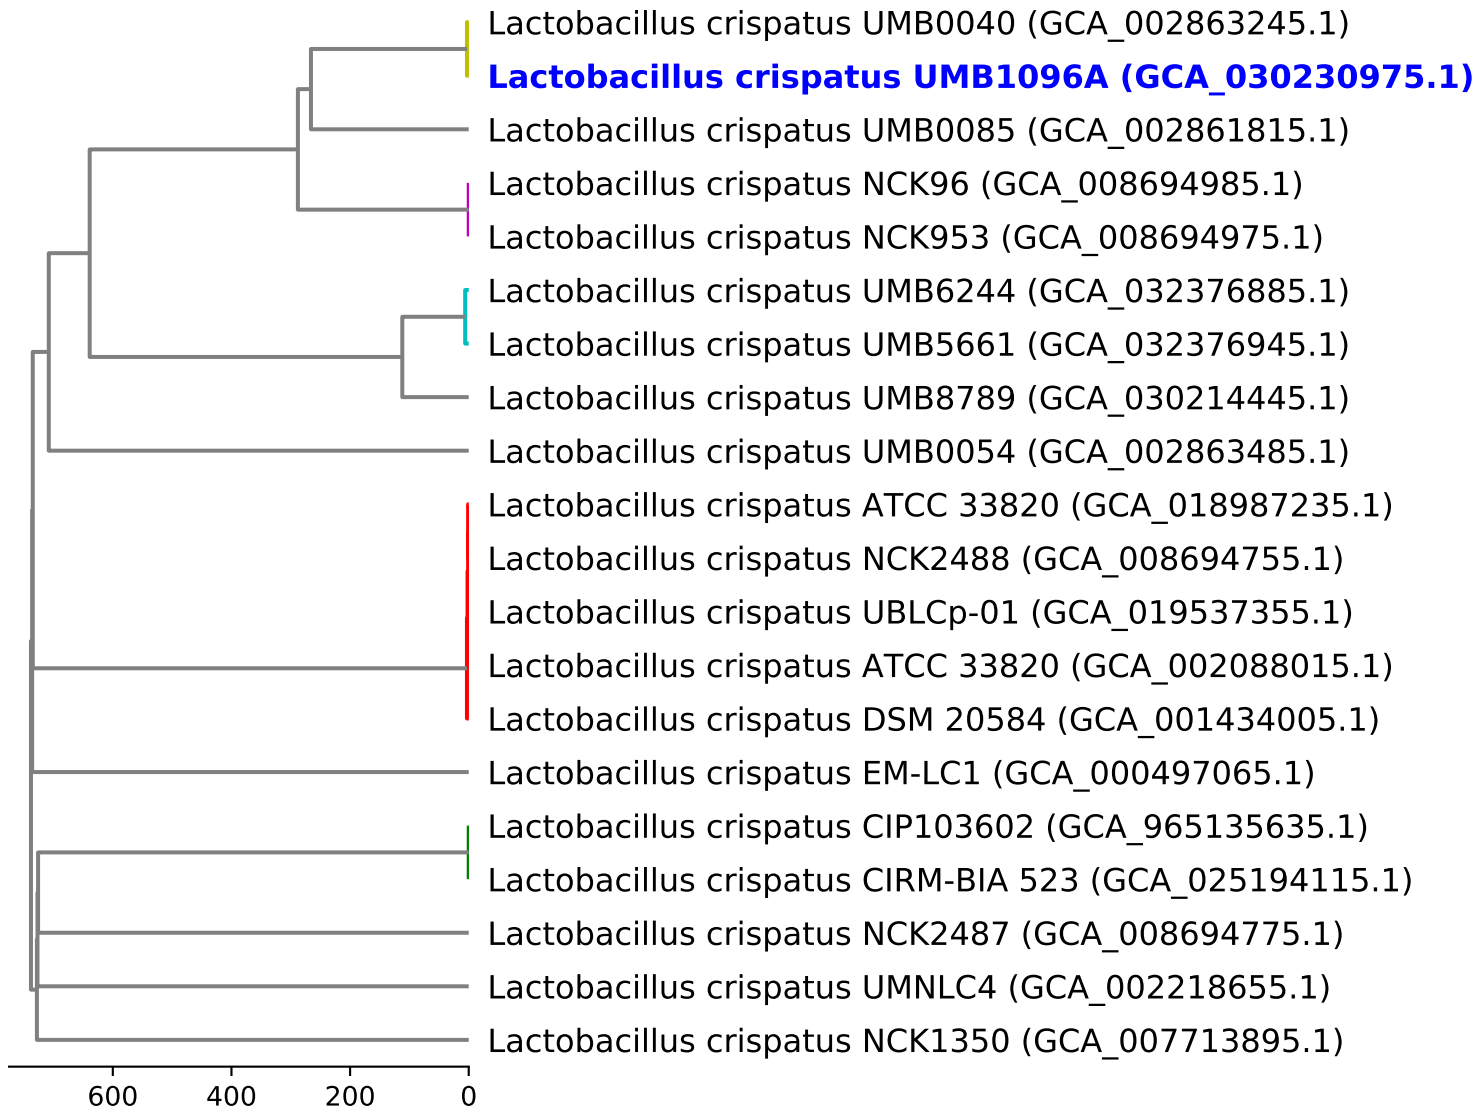 Lactobacillus crispatus UMB0040 (GCA_002863245.1)
Lactobacillus crispatus UMB1096A (GCA_030230975.1)
Lactobacillus crispatus UMB0085 (GCA_002861815.1)
Lactobacillus crispatus NCK96 (GCA_008694985.1)
Lactobacillus crispatus NCK953 (GCA_008694975.1)
Lactobacillus crispatus UMB6244 (GCA_032376885.1)
Lactobacillus crispatus UMB5661 (GCA_032376945.1)
Lactobacillus crispatus UMB8789 (GCA_030214445.1)
Lactobacillus crispatus UMB0054 (GCA_002863485.1)
Lactobacillus crispatus ATCC 33820 (GCA_018987235.1)
Lactobacillus crispatus NCK2488 (GCA_008694755.1)
Lactobacillus crispatus UBLCp-01 (GCA_019537355.1)
Lactobacillus crispatus ATCC 33820 (GCA_002088015.1)
Lactobacillus crispatus DSM 20584 (GCA_001434005.1)
Lactobacillus crispatus EM-LC1 (GCA_000497065.1)
Lactobacillus crispatus CIP103602 (GCA_965135635.1)
Lactobacillus crispatus CIRM-BIA 523 (GCA_025194115.1)
Lactobacillus crispatus NCK2487 (GCA_008694775.1)
Lactobacillus crispatus UMNLC4 (GCA_002218655.1)
Lactobacillus crispatus NCK1350 (GCA_007713895.1)
600 400 200 0